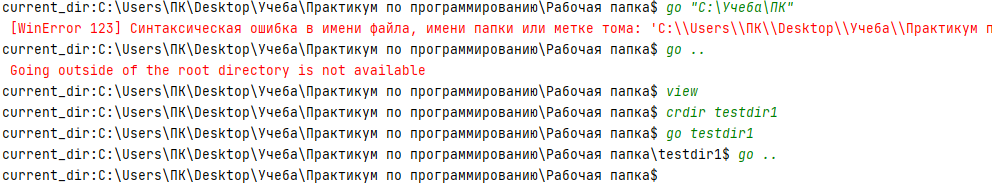 current_dir:C:\Users\ПК\Desktop\Учеба\Практикум по программированию\Рабочая папка$ go "C:\Учеба\ПК"
[WinError 123] Синтаксическая ошибка в имени файла, имени папки или метке тома: 'C:\\Users\\ПК\\Desktop\\Учеба\\Практикум п
current_dir:C:\Users\ПК\Desktop\Учеба\Практикум по программированию\Рабочая папка$ go ..
Going outside of the root directory is not available
current_dir:C:\Users\ПК\Desktop\Учеба\Практикум по программированию\Рабочая папка$ view
current_dir:C:\Users\ПК\Desktop\Учеба\Практикум по программированию\Рабочая папка$ crdir testdir1
current_dir:C:\Users\ПК\Desktop\Учеба\Практикум по программированию\Рабочая папка$ go testdir1
current_dir:C:\Users\ПК\Desktop\Учеба\Практикум по программированию\Рабочая папка\testdir1$ go ..
current_dir:C:\Users\ПК\Desktop\Учеба\Практикум по программированию\Рабочая папка$